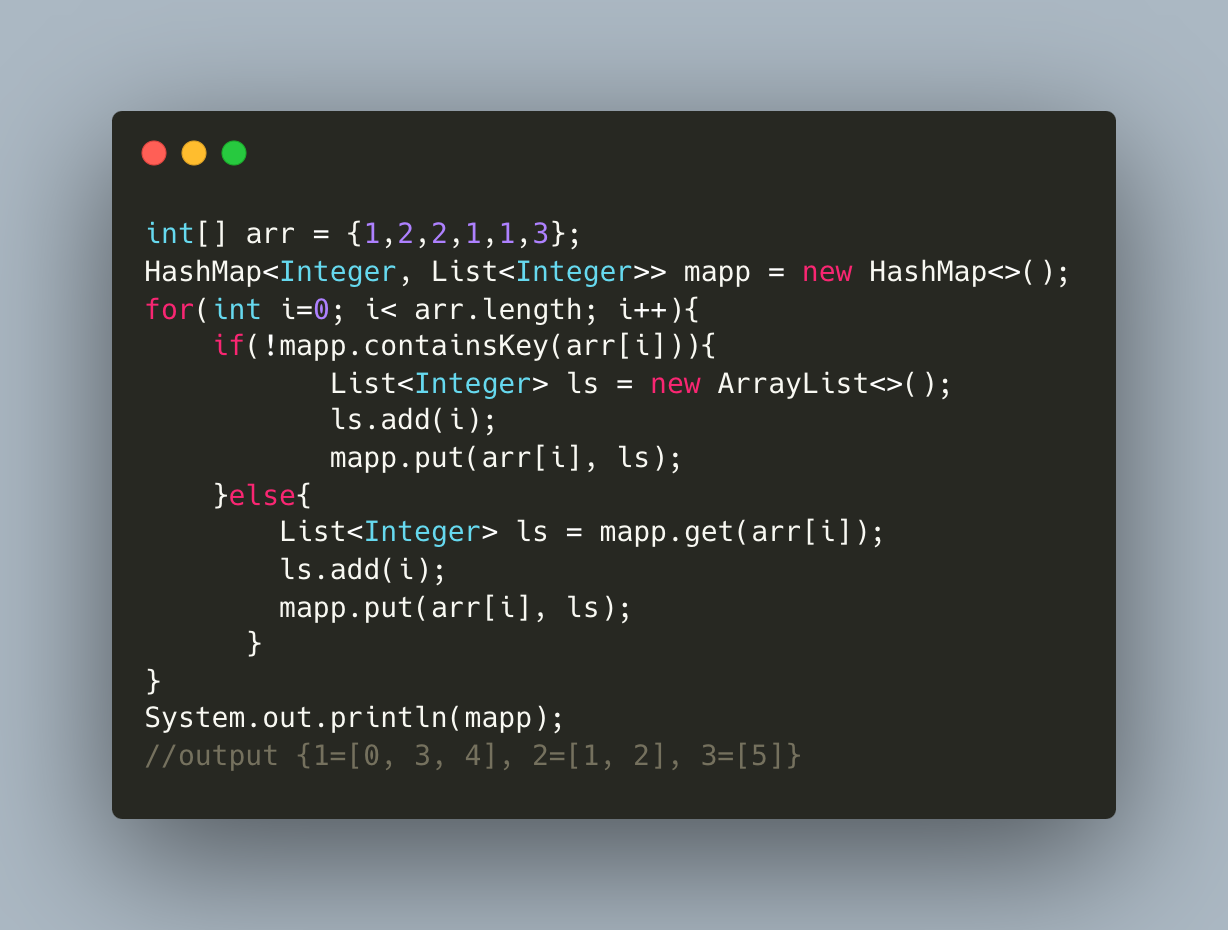 int[] arr = {1,2,2,1,1,3};
HashMap<Integer, List<Integer>> mapp = new HashMap<>();
for(int i=0; i< arr.length; i++){
    if(!mapp.containsKey(arr[i])){
           List<Integer> ls = new ArrayList<>();
           ls.add(i);
           mapp.put(arr[i], ls);
    }else{
        List<Integer> ls = mapp.get(arr[i]);
        ls.add(i);
        mapp.put(arr[i], ls);
      }
}
System.out.println(mapp);
//output {1=[0, 3, 4], 2=[1, 2], 3=[5]}